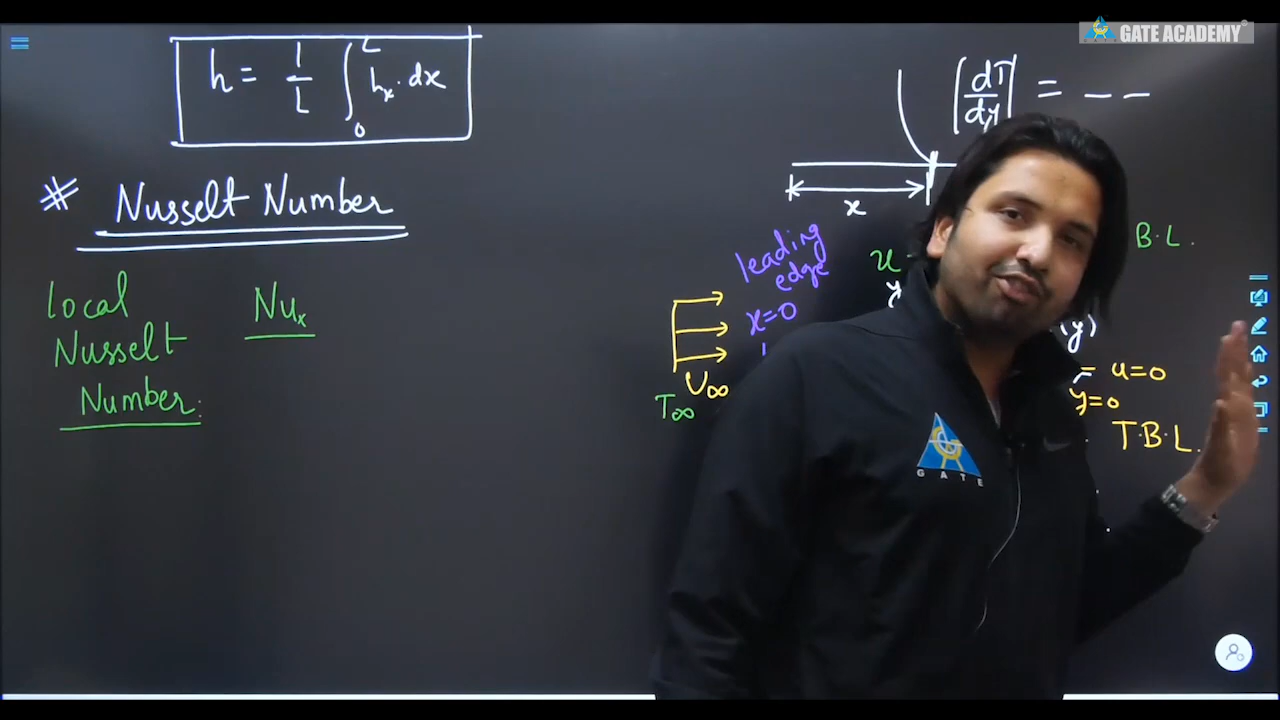 GATE ACADEMY
h = 1/L ∫₀ᴸ hₓ · dx
|dT/dy| = – –
# Nusselt Number
x
Local
Nusselt
Number:
Nuₓ
leading
edge
x=0
U∞
T∞
u
y
B.L.
(y)
u=0
y=0
T.B.L.
GATE